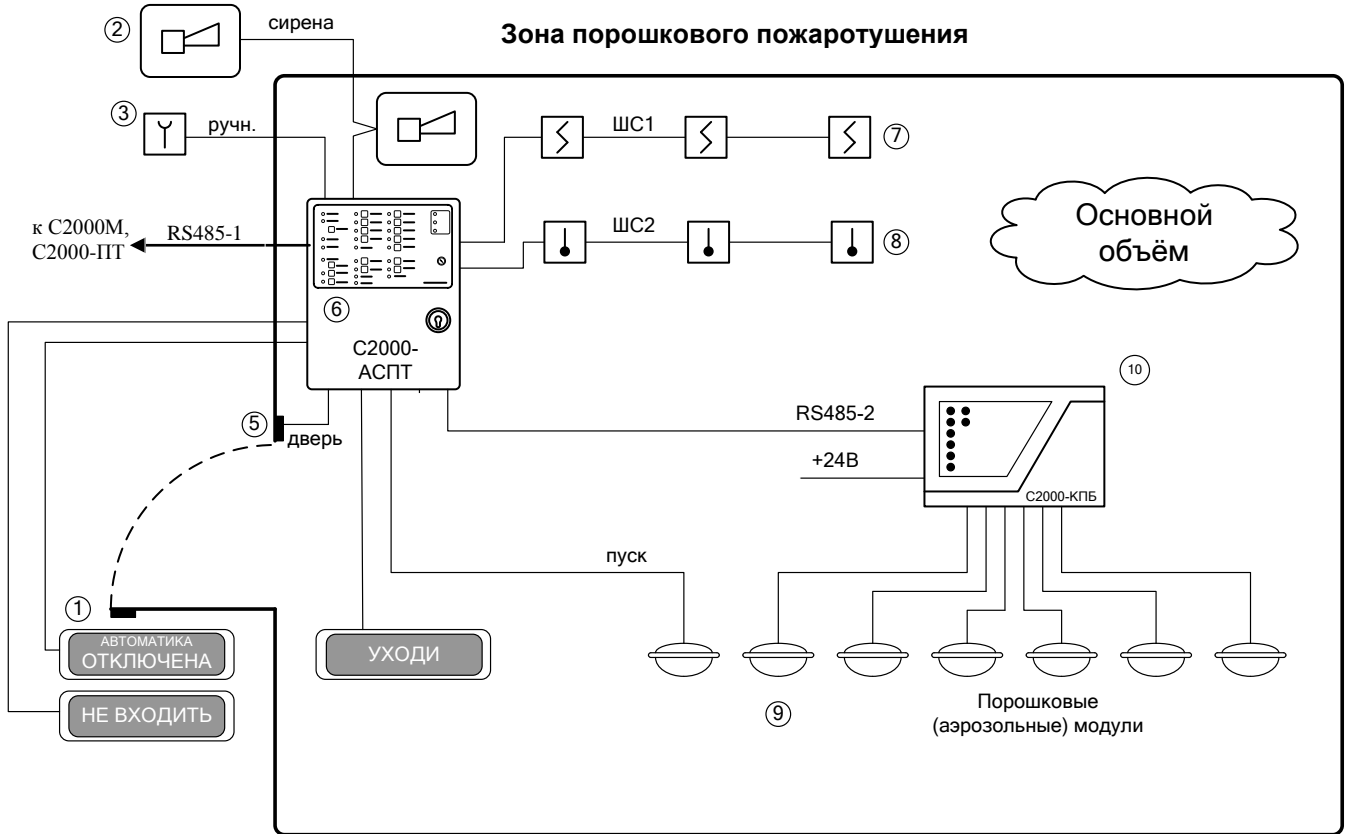 Зона порошкового пожаротушения
2
сирена
3
ручн.
ШС1
7
к С2000М,
С2000-ПТ
RS485-1
ШС2
8
Основной
объём
6
С2000-
АСПТ
10
5
дверь
RS485-2
+24В
С2000-КПБ
пуск
1
АВТОМАТИКА
ОТКЛЮЧЕНА
УХОДИ
НЕ ВХОДИТЬ
9
Порошковые
(аэрозольные) модули